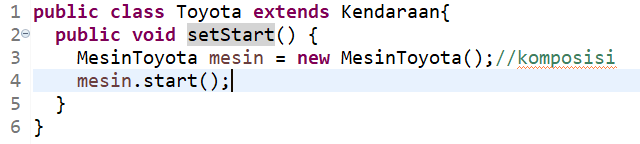 1 public class Toyota extends Kendaraan{
2 public void setStart() {
3 MesinToyota mesin = new MesinToyota();//komposisi
4 mesin.start();
5 }
6 }